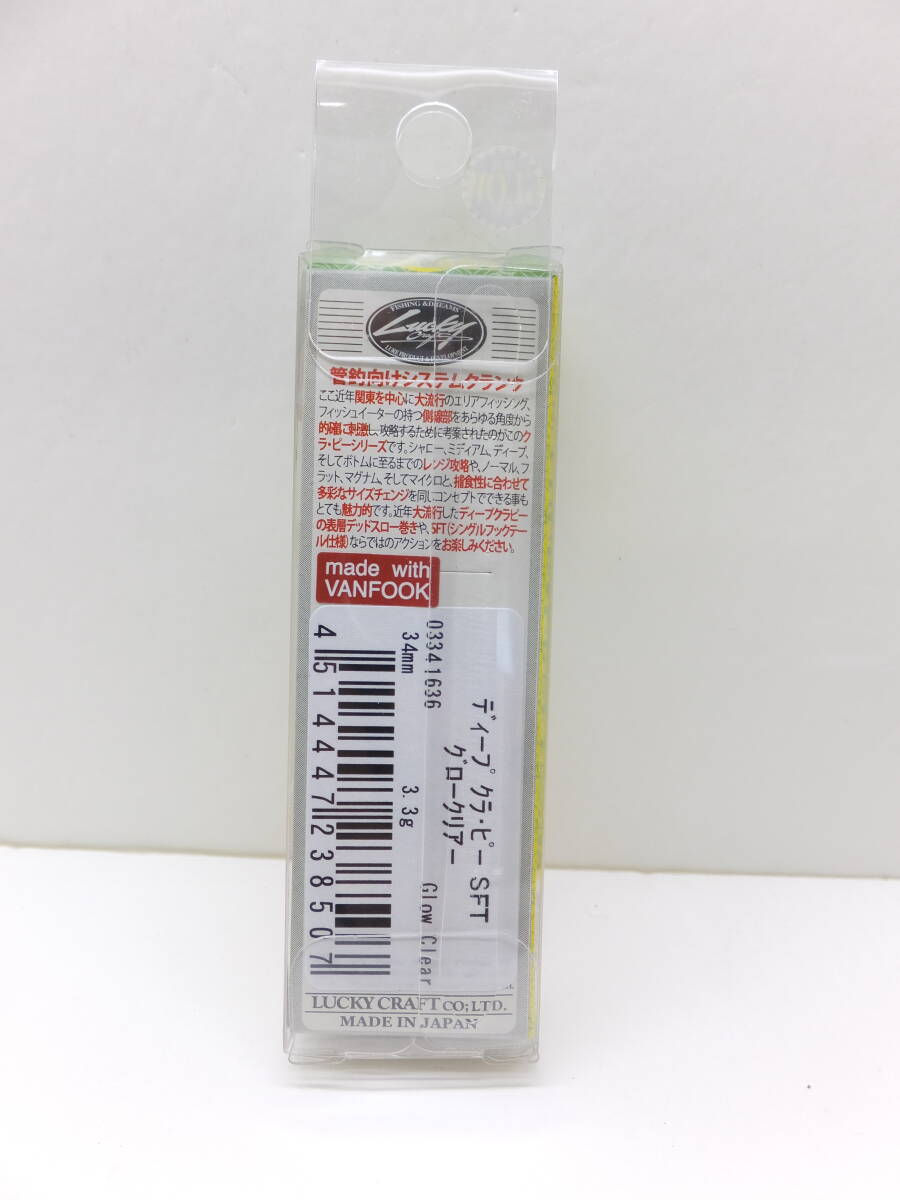 FISHING & DREAMS
Lucky
Craft
LURE PRODUCE & DEVELOPMENT
管釣向けシステムクランク
ここ近年関東を中心に大流行のエリアフィッシング、
フィッシュイーターの持つ側線部をあらゆる角度から
的確に刺激し、攻略するために考案されたのがこのク
ラ・ピーシリーズです。シャロー、ミディアム、ディープ、
そしてボトムに至るまでのレンジ攻略や、ノーマル、フ
ラット、マグナム、そしてマイクロと、捕食性に合わせて
多彩なサイズチェンジを同じコンセプトでできる事も
とても魅力的です。近年大流行したディープクラピー
の表層デッドスロー巻きや、SFT(シングルフックテー
ル仕様)ならではのアクションをお楽しみください。
made with
VANFOOK
ディープ クラ・ピー SFT
グロークリアー
03341636 Glow Clear
34mm 3.3g
4514447238507
LUCKY CRAFT CO;LTD.
MADE IN JAPAN